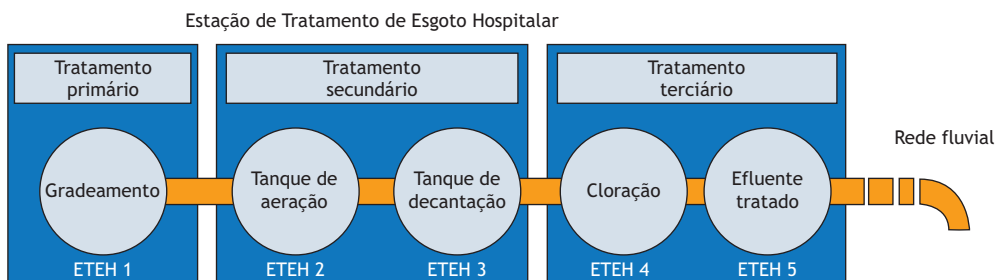 Estação de Tratamento de Esgoto Hospitalar
Tratamento
primário
Tratamento
secundário
Tratamento
terciário
Rede fluvial
Gradeamento
Tanque de
aeração
Tanque de
decantação
Cloração
Efluente
tratado
ETEH 1
ETEH 2
ETEH 3
ETEH 4
ETEH 5